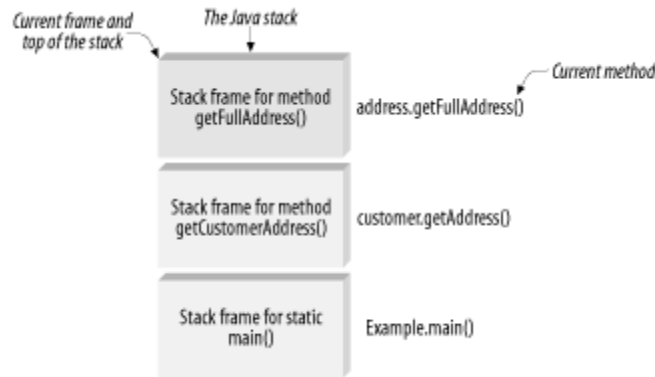 Current frame and
top of the stack
The Java stack
Current method
Stack frame for method
getFullAddress()
address.getFullAddress()
Stack frame for method
getCustomerAddress()
customer.getAddress()
Stack frame for static
main()
Example.main()